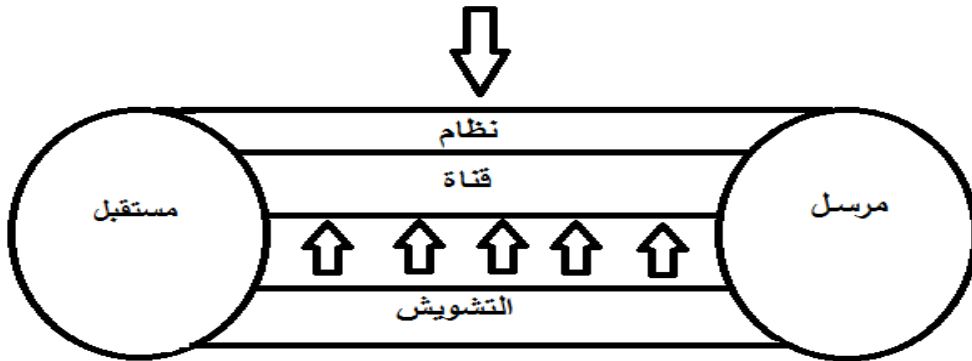 نظام
قناة
مرسل
مستقبل
التشويش